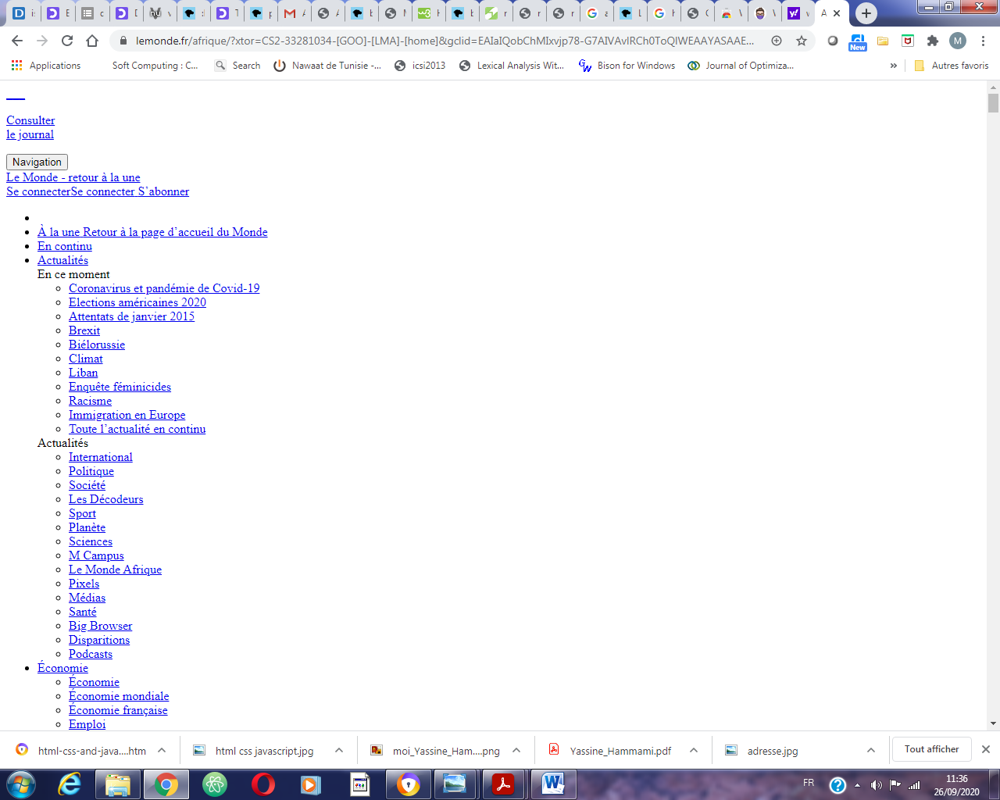 lemonde.fr/afrique/?xtor=CS2-33281034-[GOO]-[LMA]-[home]&gclid=EAIaIQobChMIxvjp78-G7AIVAvlRCh0ToQIWEAAYASAAE...
M
New
Applications
Soft Computing : C...
Search
Nawaat de Tunisie -...
icsi2013
Lexical Analysis Wit...
Bison for Windows
Journal of Optimiza...
»
Autres favoris
Consulter
le journal
Navigation
Le Monde - retour à la une
Se connecterSe connecter S’abonner
À la une Retour à la page d’accueil du Monde
En continu
Actualités
En ce moment
Coronavirus et pandémie de Covid-19
Elections américaines 2020
Attentats de janvier 2015
Brexit
Biélorussie
Climat
Liban
Enquête féminicides
Racisme
Immigration en Europe
Toute l’actualité en continu
Actualités
International
Politique
Société
Les Décodeurs
Sport
Planète
Sciences
M Campus
Le Monde Afrique
Pixels
Médias
Santé
Big Browser
Disparitions
Podcasts
Économie
Économie
Économie mondiale
Économie française
Emploi
html-css-and-java....htm
html css javascript.jpg
moi_Yassine_Ham....png
Yassine_Hammami.pdf
adresse.jpg
Tout afficher
FR
11:36
26/09/2020